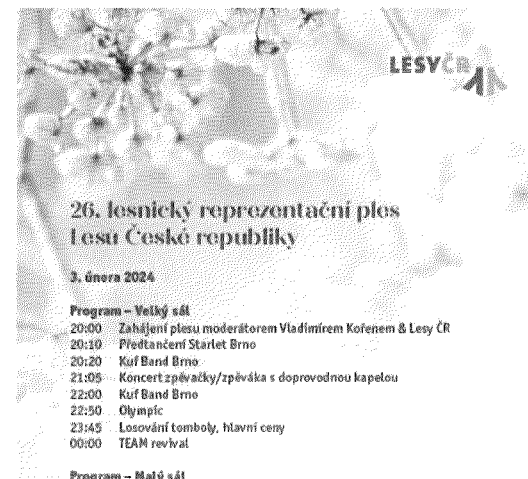 LESY ČR
26. lesnický reprezentační ples
Lesů České republiky
3. února 2024
Program – Velký sál
20:00 Zahájení plesu moderátorem Vladimírem Kořenem & Lesy ČR
20:10 Předtančení Starlet Brno
20:20 Kuf Band Brno
21:05 Koncert zpěvačky/zpěváka s doprovodnou kapelou
22:00 Kuf Band Brno
22:50 Olympic
23:45 Losování tomboly, hlavní ceny
00:00 TEAM revival
Program – Malý sál